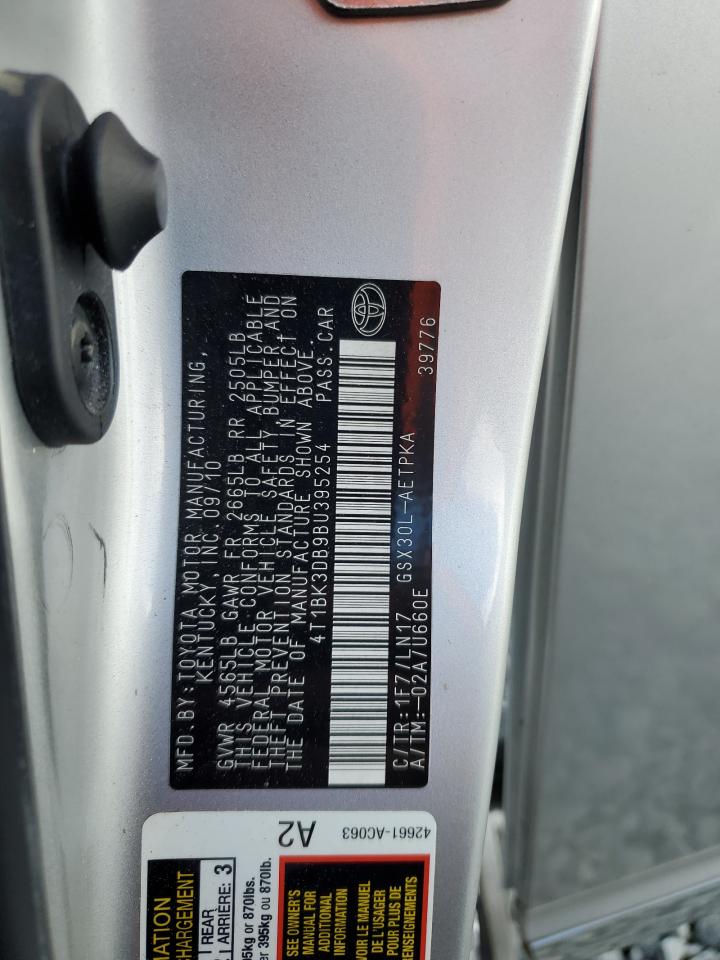 MFD.BY:TOYOTA MOTOR MANUFACTURING,
KENTUCKY, INC. 09/10
GVWR 4565LB GAWR FR 2665LB RR 2505LB
THIS VEHICLE CONFORMS TO ALL APPLICABLE
FEDERAL MOTOR VEHICLE SAFETY, BUMPER, AND
THEFT PREVENTION STANDARDS IN EFFECT ON
THE DATE OF MANUFACTURE SHOWN ABOVE.
4T1BK3DB9BU395254 PASS.CAR
C/TR:1F7/LN17 GSX30L-AETPKA
A/TM:-02A/U660E 39776
A2
42661-AC063
REAR
ARRIÈRE: 3
or 870lbs.
395kg ou 870lb.
SEE OWNER'S
MANUAL FOR
ADDITIONAL
INFORMATION
VOIR LE MANUEL
DE L'USAGER
POUR PLUS DE
RENSEIGNEMENTS